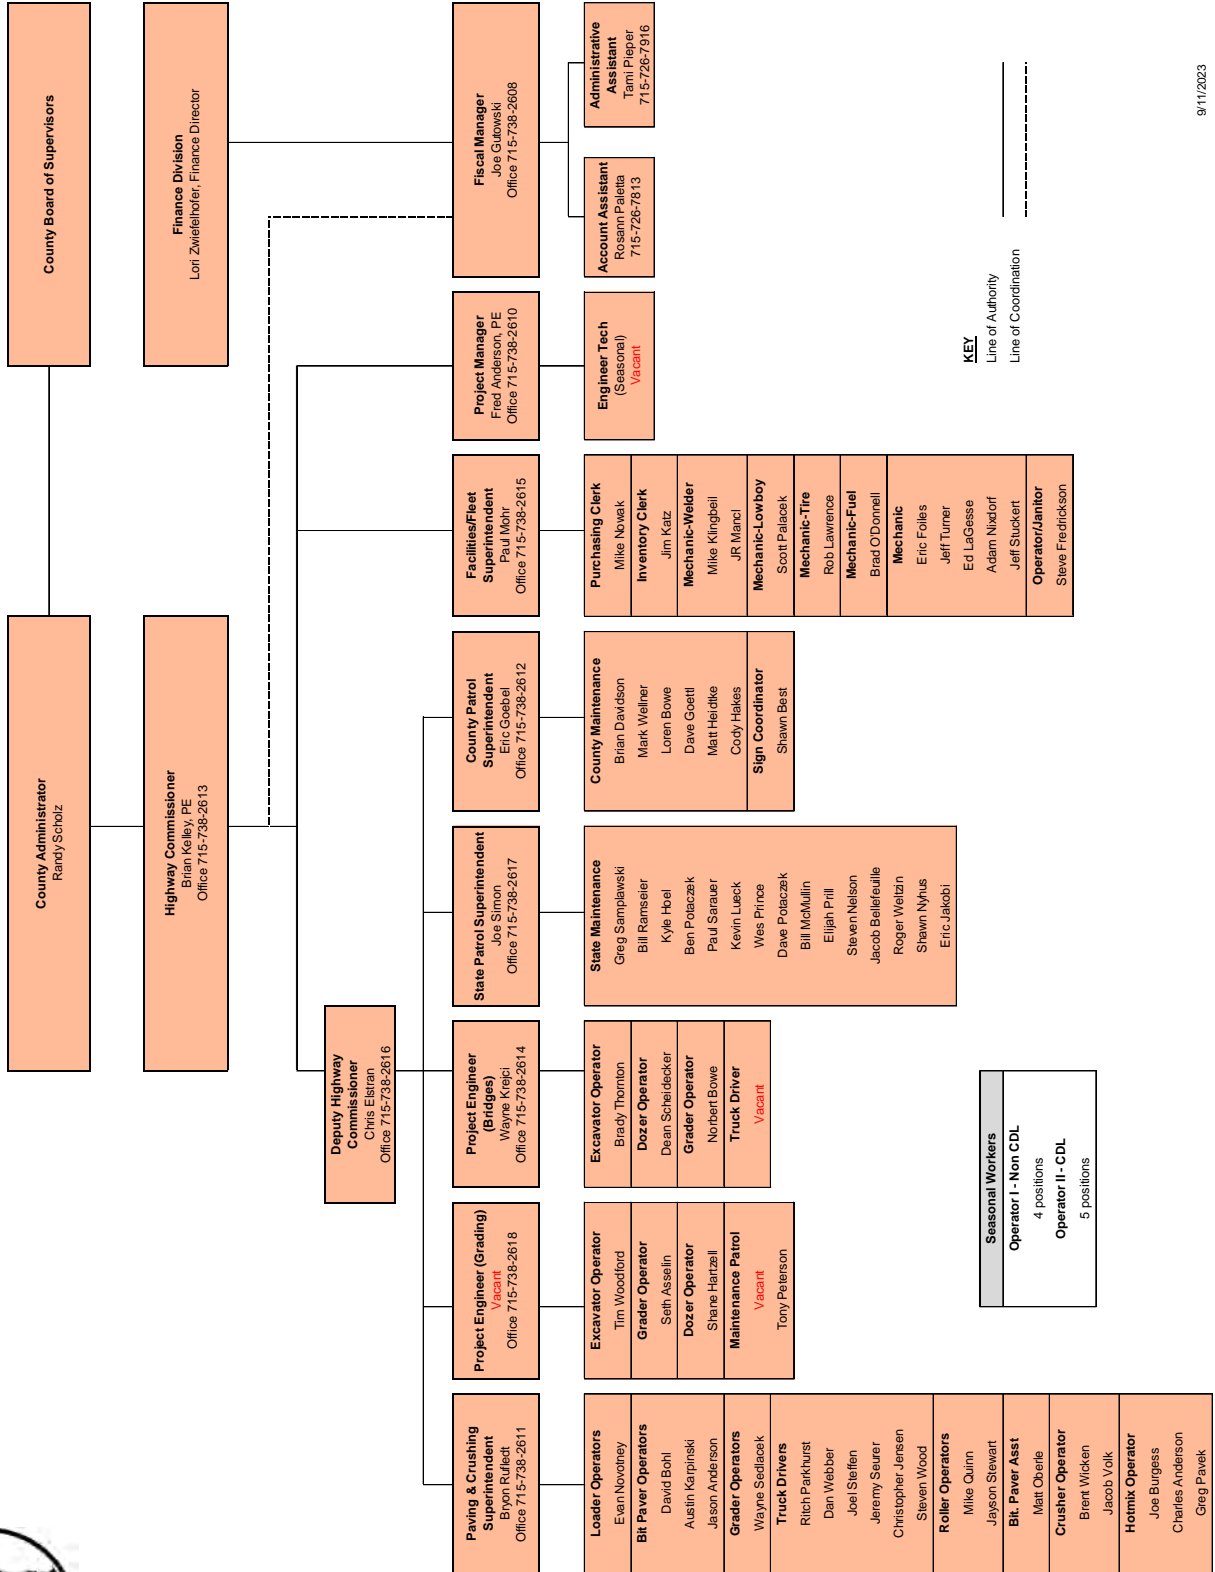 County Board of Supervisors
County Administrator
Randy Scholz
Finance Division
Lori Zwiefelhofer, Finance Director
Highway Commissioner
Brian Kelley, PE
Office 715-738-2613
Deputy Highway
Commissioner
Chris Elstran
Office 715-738-2616
Paving & Crushing
Superintendent
Bryon Rufledt
Office 715-738-2611
Project Engineer (Grading)
Vacant
Office 715-738-2618
Project Engineer
(Bridges)
Wayne Krejci
Office 715-738-2614
State Patrol Superintendent
Joe Simon
Office 715-738-2617
County Patrol
Superintendent
Eric Goebel
Office 715-738-2612
Facilities/Fleet
Superintendent
Paul Mohr
Office 715-738-2615
Project Manager
Fred Anderson, PE
Office 715-738-2610
Fiscal Manager
Joe Gutowski
Office 715-738-2608
Loader Operators
Evan Novotney
Bit Paver Operators
David Bohl
Austin Karpinski
Jason Anderson
Grader Operators
Wayne Sedlacek
Truck Drivers
Ritch Parkhurst
Dan Webber
Joel Steffen
Jeremy Seurer
Christopher Jensen
Steven Wood
Roller Operators
Mike Quinn
Jayson Stewart
Bit. Paver Asst
Matt Oberle
Crusher Operator
Brent Wicken
Jacob Volk
Hotmix Operator
Joe Burgess
Charles Anderson
Greg Pavek
Excavator Operator
Tim Woodford
Grader Operator
Seth Asselin
Dozer Operator
Shane Hartzell
Maintenance Patrol
Vacant
Tony Peterson
Excavator Operator
Brady Thornton
Dozer Operator
Dean Scheidecker
Grader Operator
Norbert Bowe
Truck Driver
Vacant
State Maintenance
Greg Samplawski
Bill Ramseier
Kyle Hoel
Ben Potaczek
Paul Sarauer
Kevin Lueck
Wes Prince
Dave Potaczek
Bill McMullin
Elijah Prill
Steven Nelson
Jacob Bellefeuille
Roger Weltzin
Shawn Nyhus
Eric Jakobi
County Maintenance
Brian Davidson
Mark Wellner
Loren Bowe
Dave Goettl
Matt Heidtke
Cody Hakes
Sign Coordinator
Shawn Best
Purchasing Clerk
Mike Nowak
Inventory Clerk
Jim Katz
Mechanic-Welder
Mike Klingbeil
JR Mancl
Mechanic-Lowboy
Scott Palacek
Mechanic-Tire
Rob Lawrence
Mechanic-Fuel
Brad O'Donnell
Mechanic
Eric Foiles
Jeff Turner
Ed LaGesse
Adam Nixdorf
Jeff Stuckert
Operator/Janitor
Steve Fredrickson
Engineer Tech
(Seasonal)
Vacant
Account Assistant
Rosann Paletta
715-726-7813
Administrative
Assistant
Tami Pieper
715-726-7916
Seasonal Workers
Operator I - Non CDL
4 positions
Operator II - CDL
5 positions
KEY
Line of Authority
Line of Coordination
9/11/2023